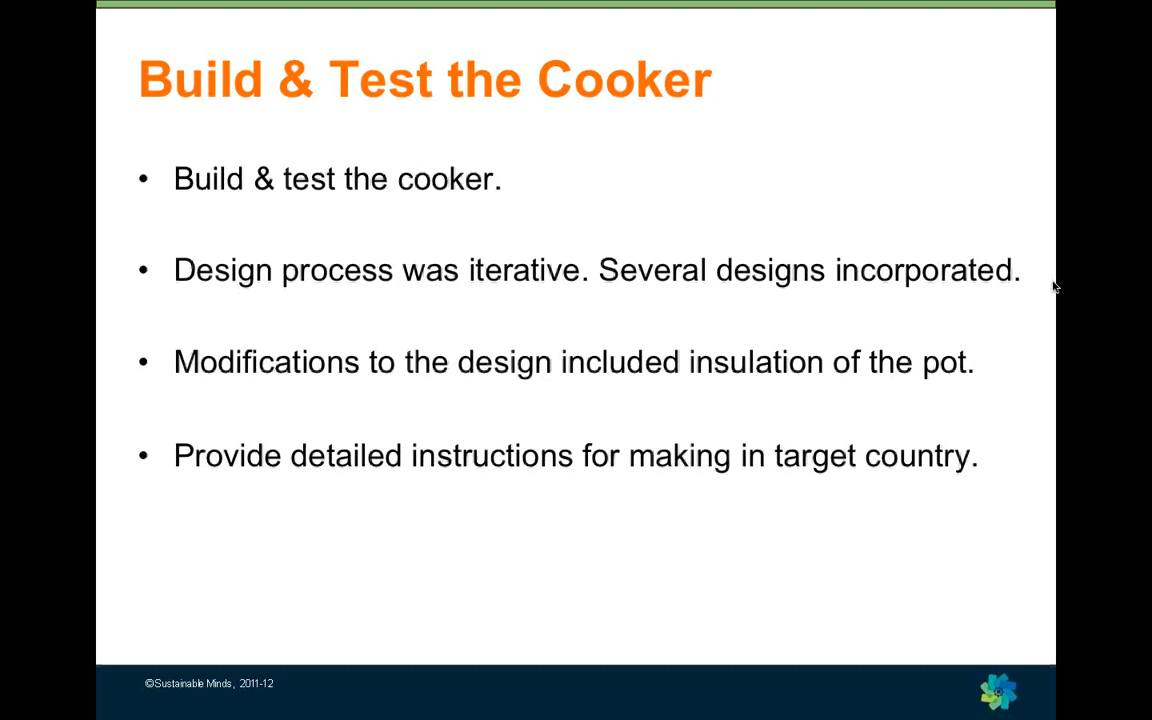 Build & Test the Cooker
• Build & test the cooker.
• Design process was iterative. Several designs incorporated.
• Modifications to the design included insulation of the pot.
• Provide detailed instructions for making in target country.
©Sustainable Minds, 2011-12